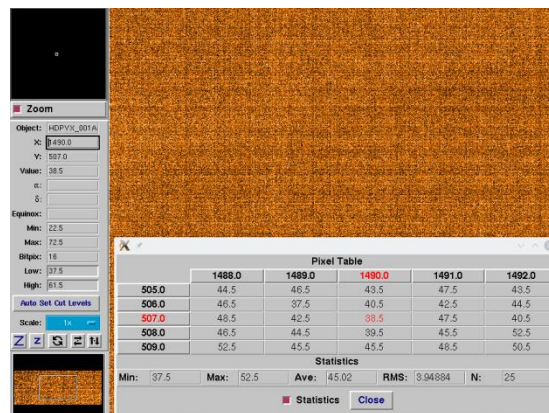 Zoom
Object: HDPVX_001A
X: 1490.0
Y: 507.0
Value: 38.5
α:
δ:
Equinox:
Min: 22.5
Max: 72.5
Bitpix: 16
Low: 37.5
High: 61.5
Auto Set Cut Levels
Scale: 1x
Z z
Pixel Table
1488.0 1489.0 1490.0 1491.0 1492.0
505.0 44.5 46.5 43.5 47.5 43.5
506.0 46.5 37.5 40.5 42.5 44.5
507.0 48.5 42.5 38.5 47.5 40.5
508.0 46.5 44.5 39.5 45.5 52.5
509.0 52.5 45.5 45.5 48.5 50.5
Statistics
Min: 37.5 Max: 52.5 Ave: 45.02 RMS: 3.94884 N: 25
Statistics Close